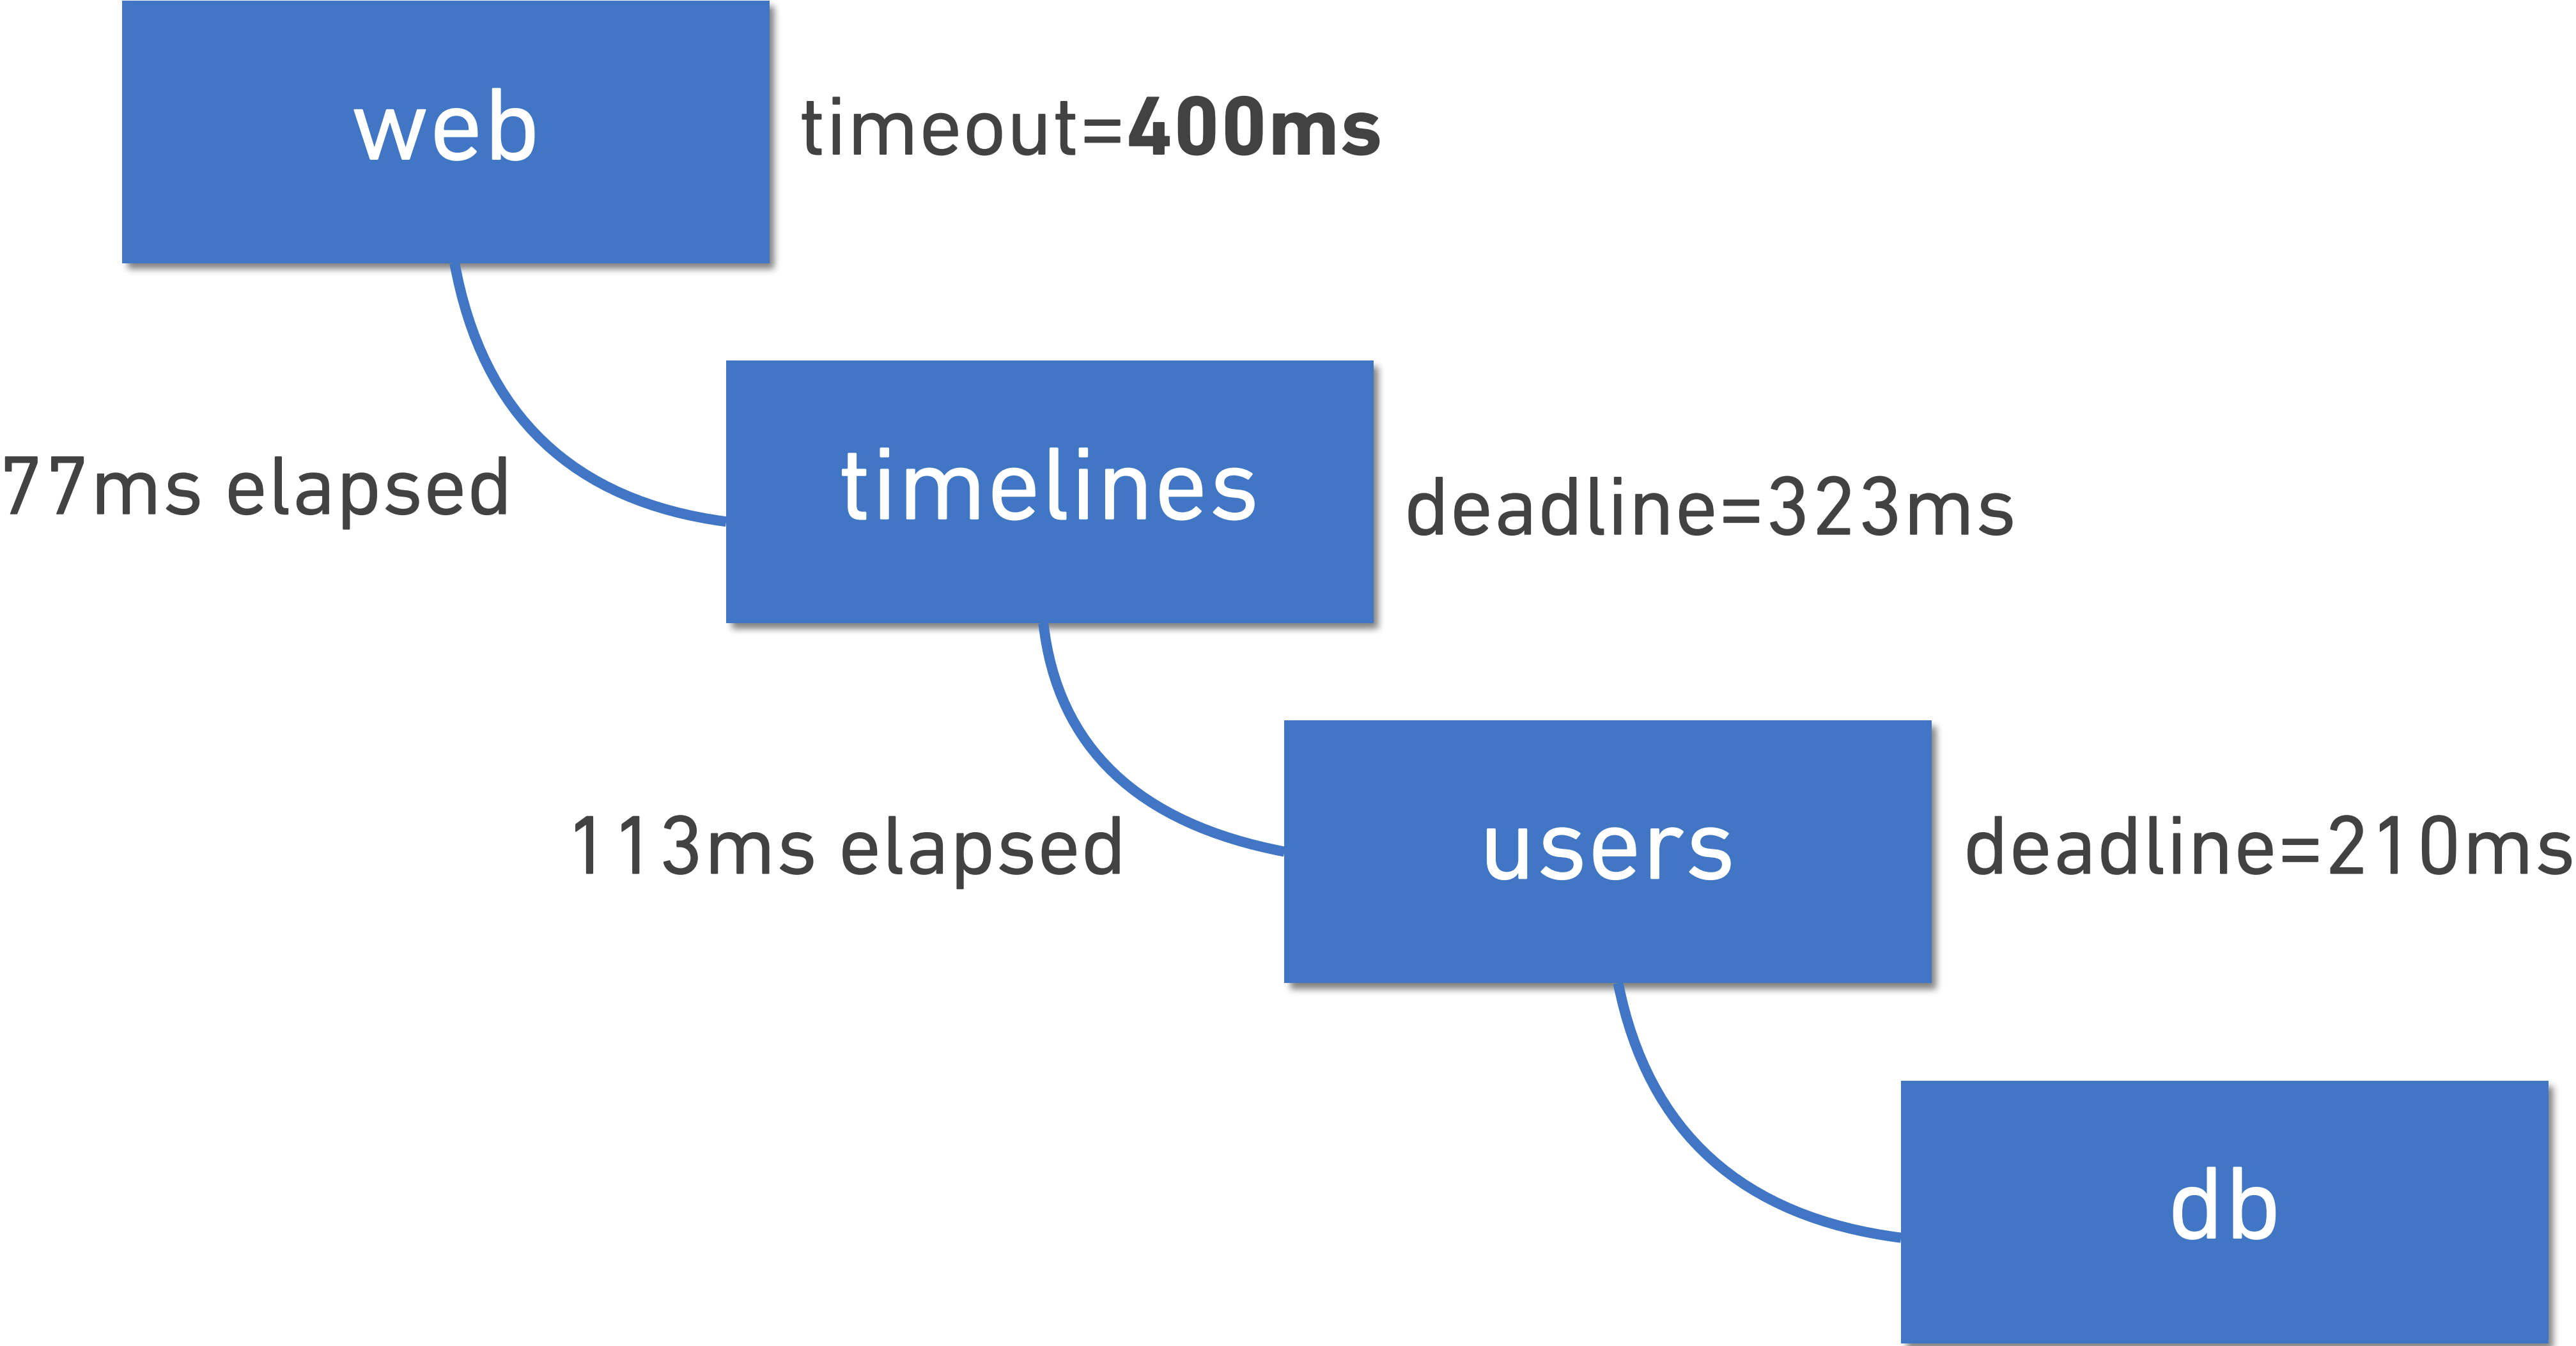 web
timeout=400ms
77ms elapsed
timelines
deadline=323ms
113ms elapsed
users
deadline=210ms
db